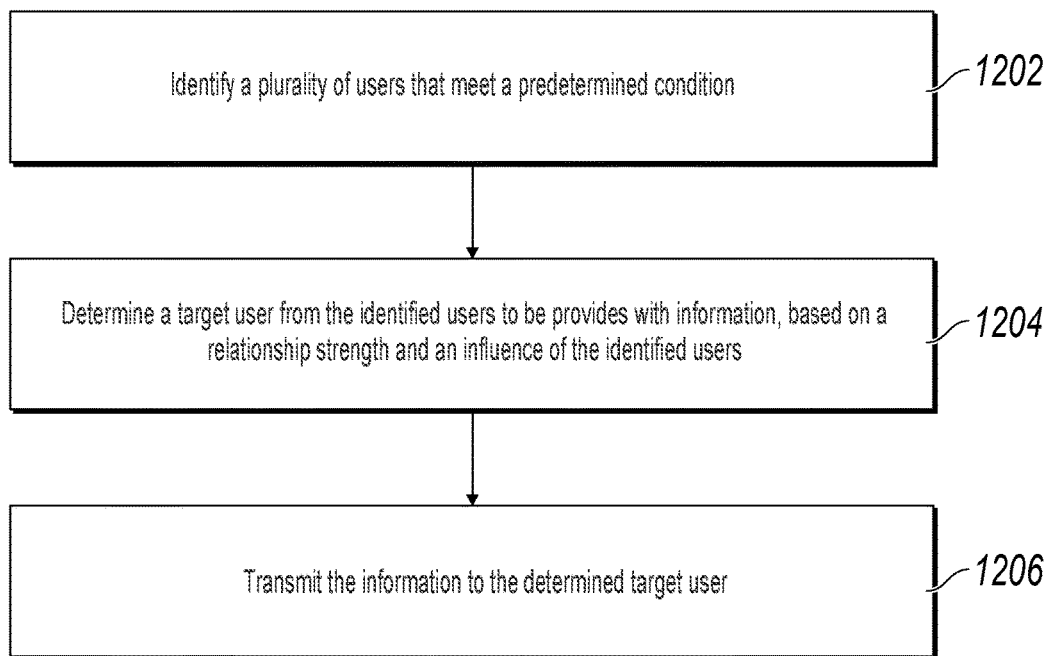 Identify a plurality of users that meet a predetermined condition
1202
Determine a target user from the identified users to be provides with information, based on a
relationship strength and an influence of the identified users
1204
Transmit the information to the determined target user
1206